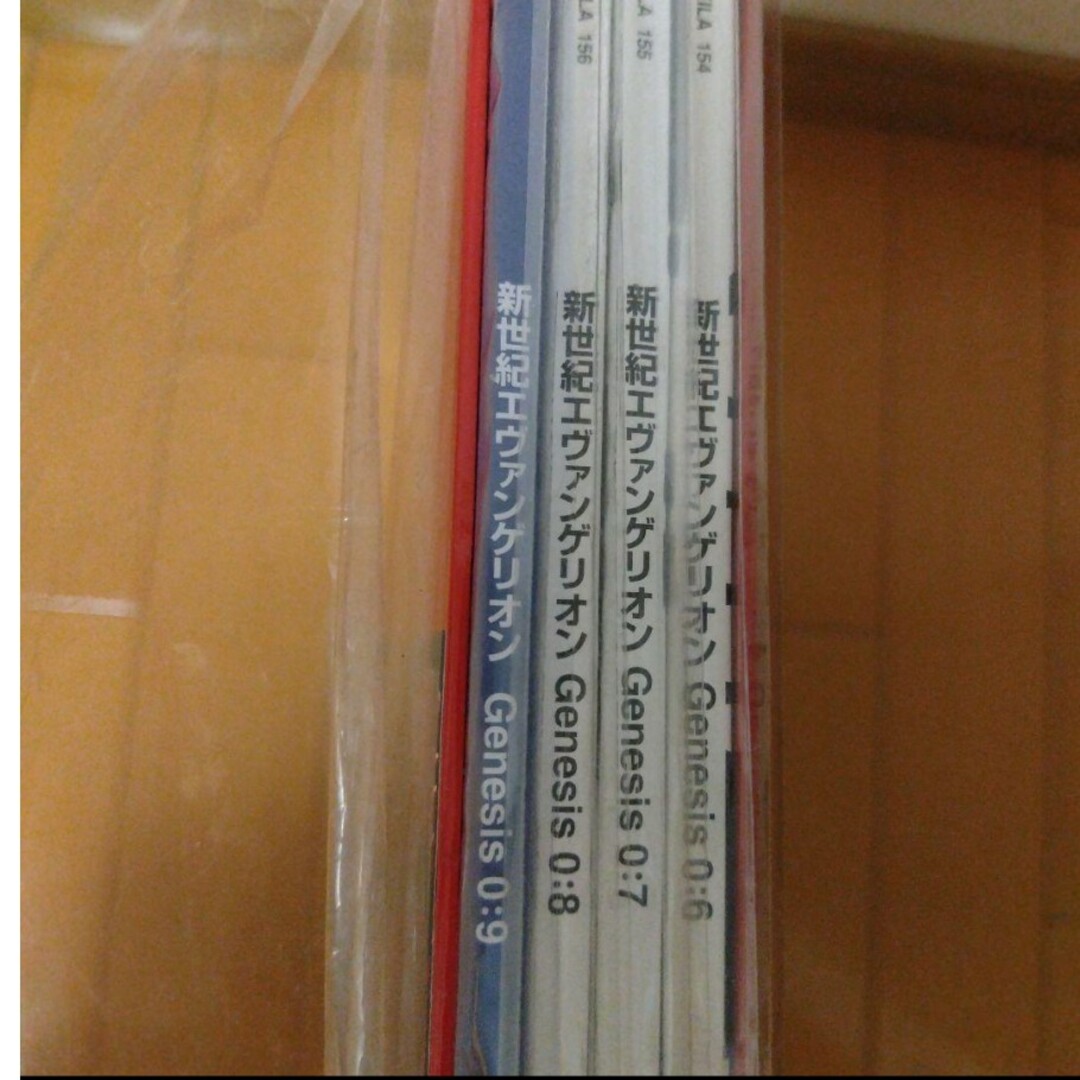 新世紀エヴァンゲリオン Genesis 0:9
156
新世紀エヴァンゲリオン Genesis 0:8
LA 155
新世紀エヴァンゲリオン Genesis 0:7
ILA 154
新世紀エヴァンゲリオン Genesis 0:6